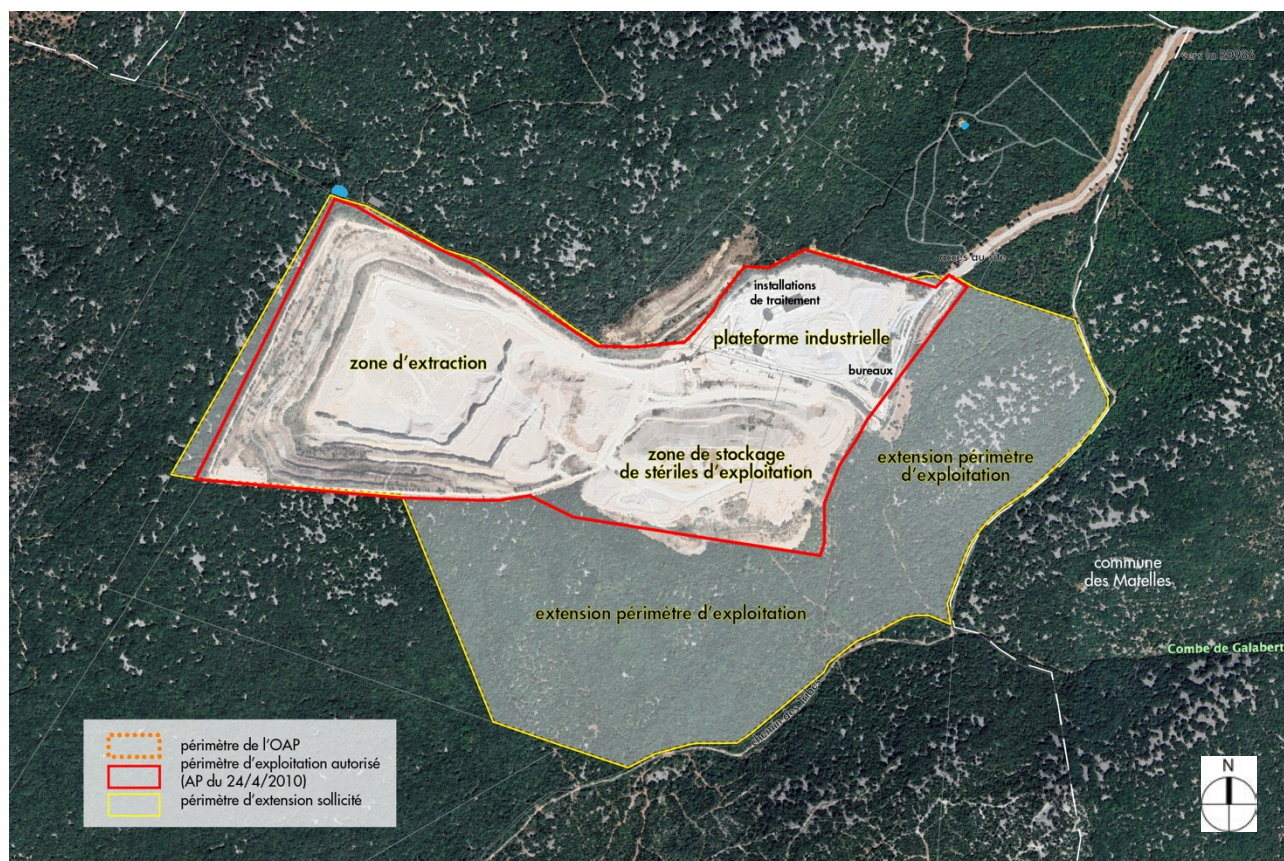 vers la RD986
accès au site
installations
de traitement
plateforme industrielle
zone d'extraction
bureaux
zone de stockage
de stériles d'exploitation
extension périmètre
d'exploitation
commune
des Matelles
extension périmètre d'exploitation
Combe de Galabert
chemin des
périmètre de l'OAP
périmètre d'exploitation autorisé
(AP du 24/4/2010)
périmètre d'extension sollicité
N